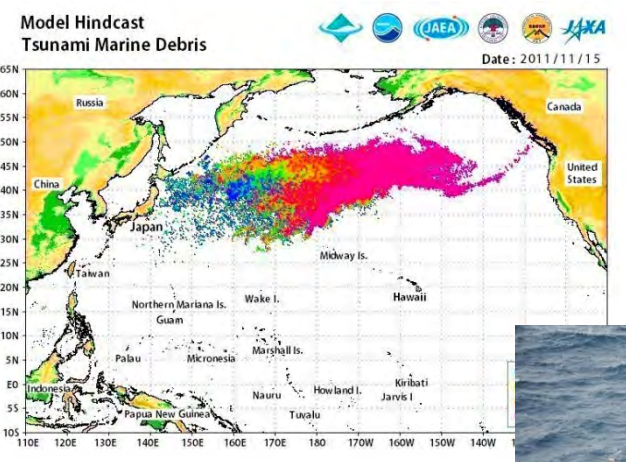 Model Hindcast
Tsunami Marine Debris
JAEA
JAXA
Date: 2011/11/15
65N
60N
55N
50N
45N
40N
35N
30N
25N
20N
15N
10N
5N
E0
5S
10S
Russia
Canada
China
United
States
Japan
Midway Is.
Taiwan
Hawaii
Northern Mariana Is.
Wake I.
Guam
Marshall Is.
Palau
Micronesia
Indonesia
Kiribati
Howland I.
Nauru
Jarvis I
Papua New Guinea
Tuvalu
110E 120E 130E 140E 150E 160E 170E 180 170W 160W 150W 140W